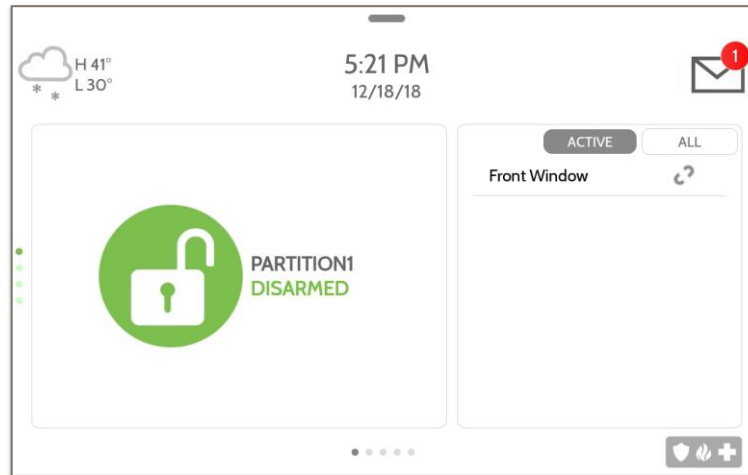 H 41°
L 30°
5:21 PM
12/18/18
1
ACTIVE
ALL
Front Window
PARTITION1
DISARMED